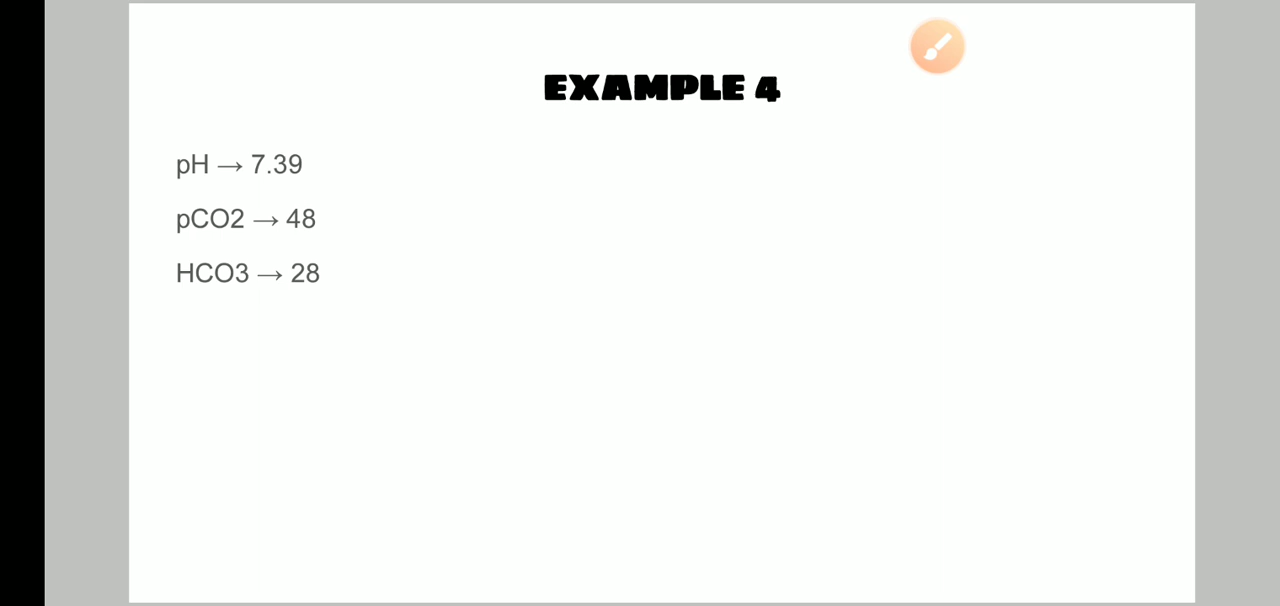 EXAMPLE 4
pH → 7.39
pCO2 → 48
HCO3 → 28